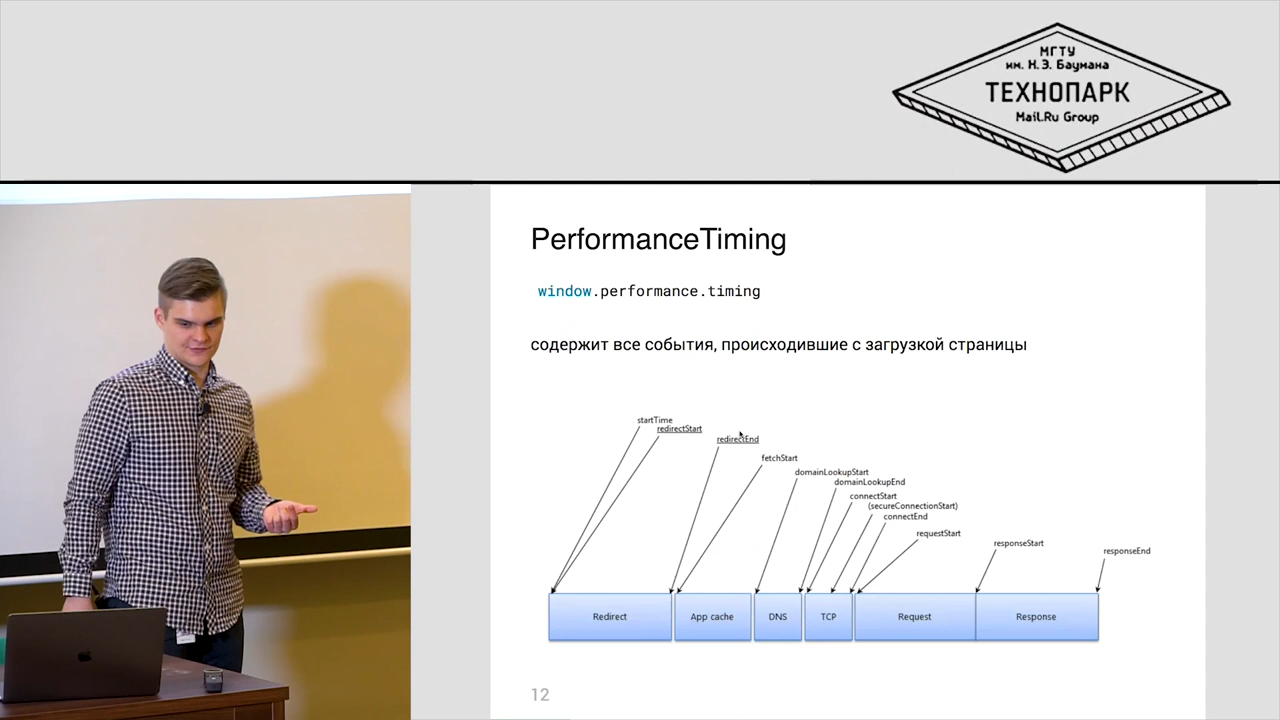 МГТУ
им. Н.Э. Баумана
ТЕХНОПАРК
Mail.Ru Group
PerformanceTiming
window.performance.timing
содержит все события, происходившие с загрузкой страницы
startTime
redirectStart
redirectEnd
fetchStart
domainLookupStart
domainLookupEnd
connectStart
(secureConnectionStart)
connectEnd
requestStart
responseStart
responseEnd
Redirect
App cache
DNS
TCP
Request
Response
12